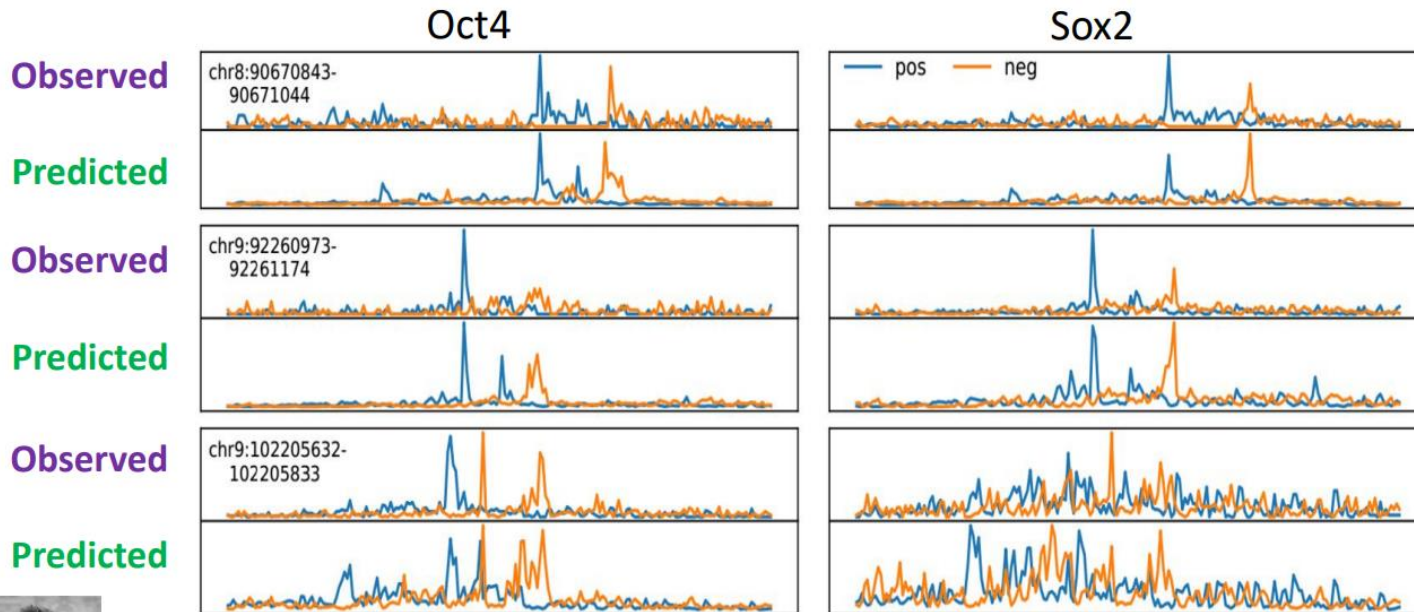 Oct4
Sox2
Observed
chr8:90670843-
90671044
pos
neg
Predicted
Observed
chr9:92260973-
92261174
Predicted
Observed
chr9:102205632-
102205833
Predicted